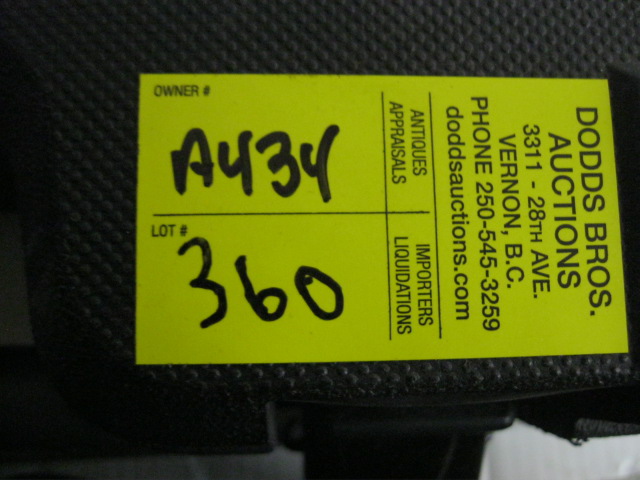 OWNER #
A434
LOT #
360
ANTIQUES
APPRAISALS
IMPORTERS
LIQUIDATIONS
DODDS BROS.
AUCTIONS
3311 - 28TH AVE.
VERNON, B.C.
PHONE 250-545-3259
doddsauctions.com